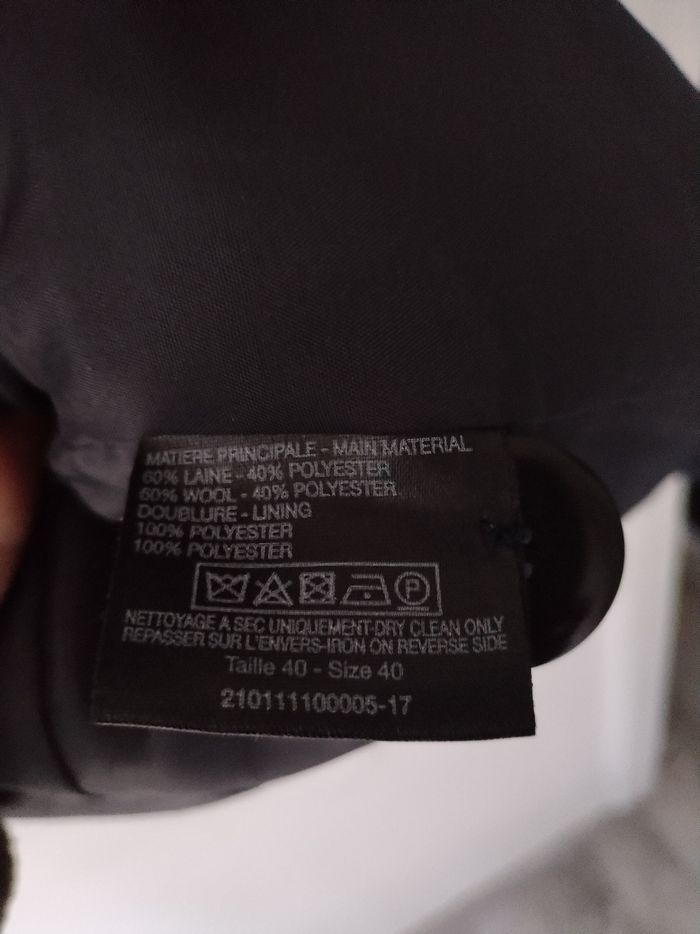 MATIERE PRINCIPALE - MAIN MATERIAL
60% LAINE - 40% POLYESTER
60% WOOL - 40% POLYESTER
DOUBLURE - LINING
100% POLYESTER
100% POLYESTER
P
NETTOYAGE A SEC UNIQUEMENT-DRY CLEAN ONLY
REPASSER SUR L'ENVERS-IRON ON REVERSE SIDE
Taille 40 - Size 40
210111100005-17